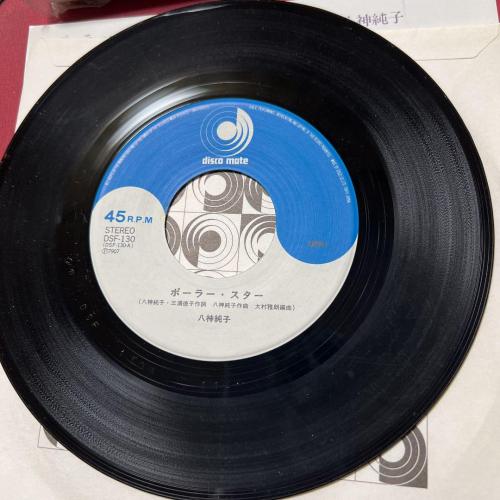 八神純子
disco mate
45 R.P.M
STEREO
DSF-130
(DSF-130-A)
Ⓟ7907
ポーラー・スター
(八神純子・三浦徳子作詞 八神純子作曲 大村雅朗編曲)
八神純子